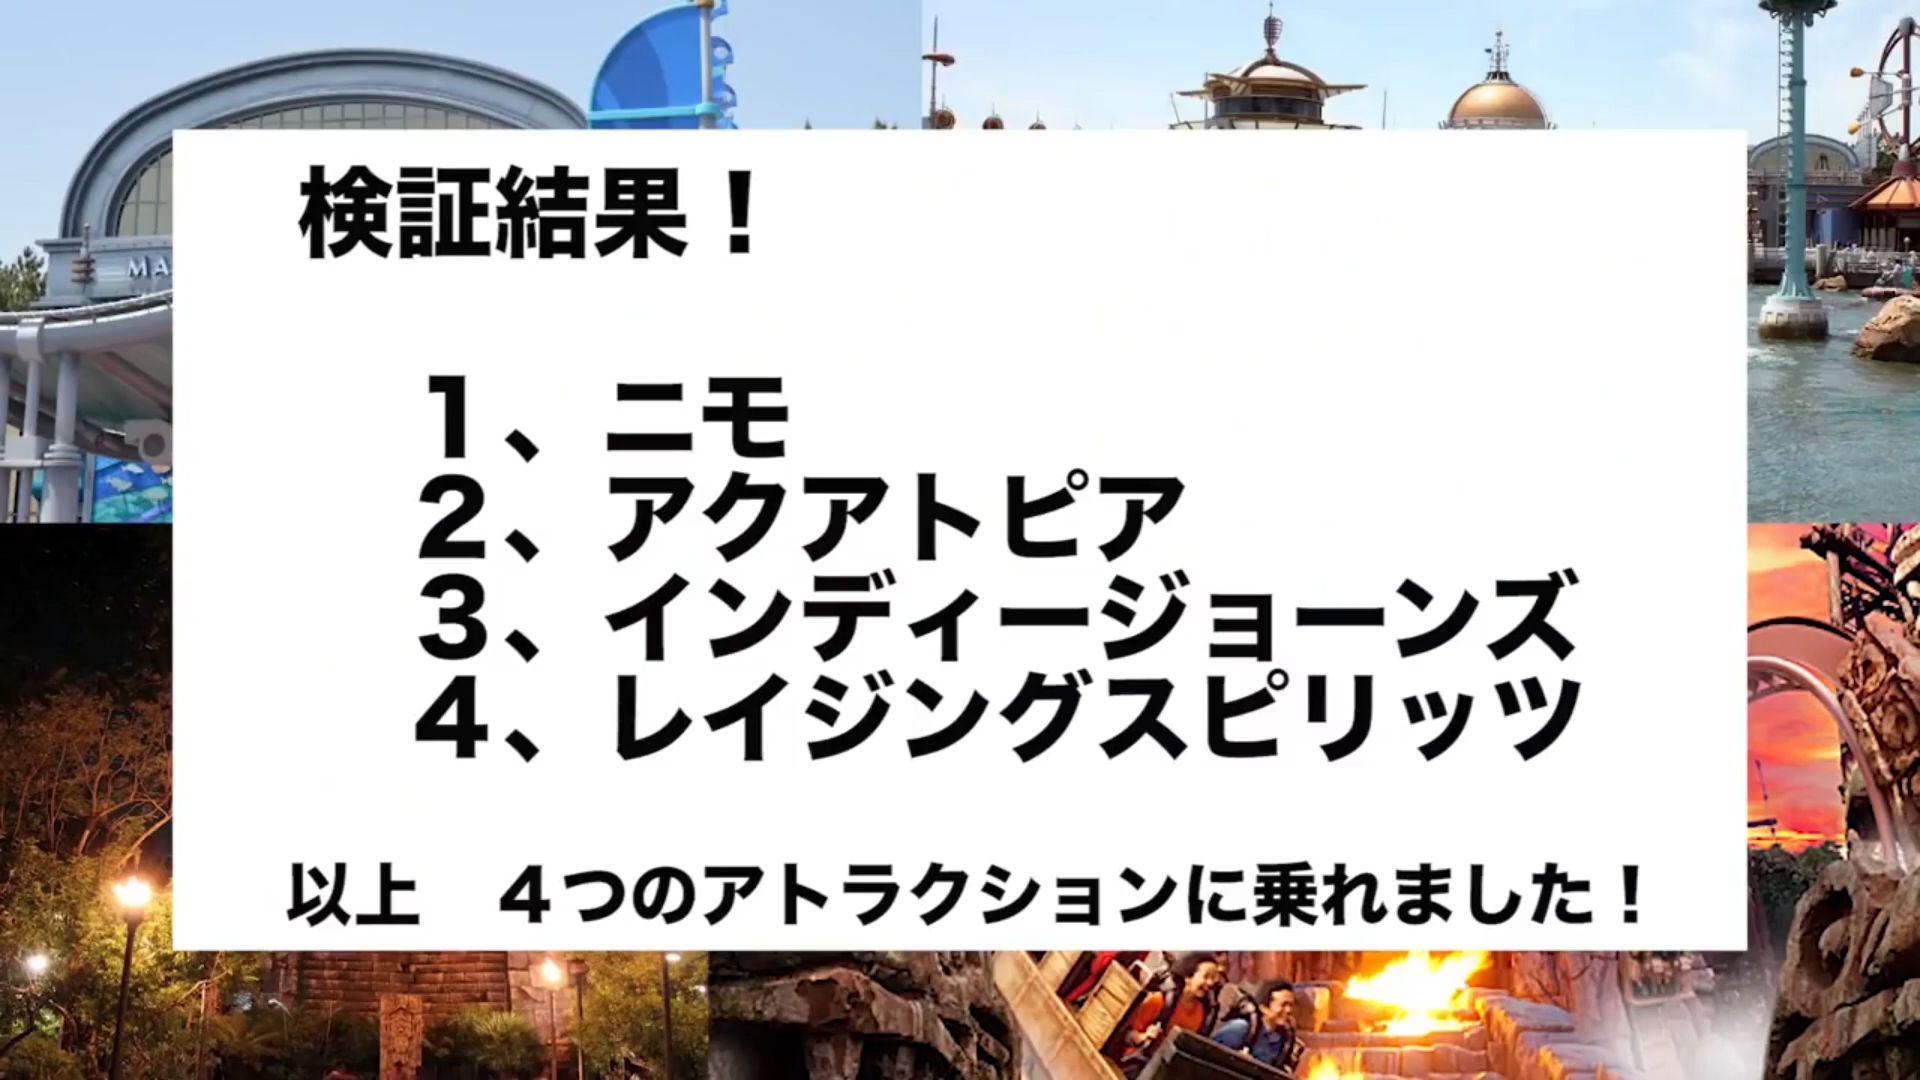 検証結果！
MA
１、ニモ
２、アクアトピア
３、インディージョーンズ
４、レイジングスピリッツ
以上　４つのアトラクションに乗れました！